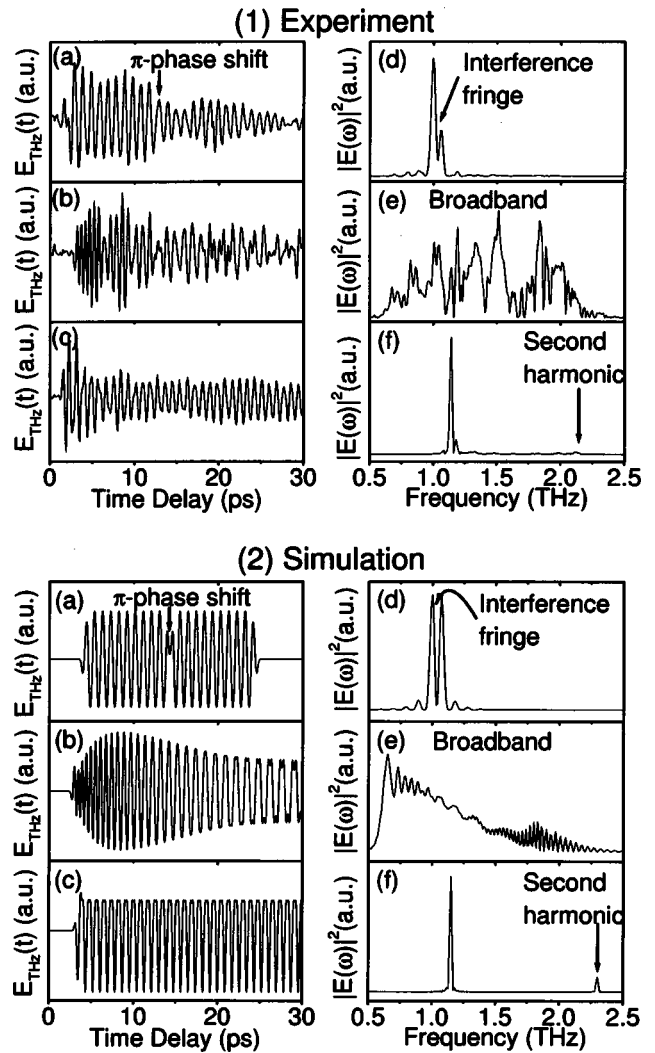 (1) Experiment
(a)
π-phase shift
E_THz(t) (a.u.)
(b)
E_THz(t) (a.u.)
(c)
E_THz(t) (a.u.)
0 10 20 30
Time Delay (ps)
(d)
Interference
fringe
|E(ω)|²(a.u.)
(e) Broadband
|E(ω)|²(a.u.)
(f)
Second
harmonic
|E(ω)|²(a.u.)
0.5 1.0 1.5 2.0 2.5
Frequency (THz)
(2) Simulation
(a)
π-phase shift
E_THz(t) (a.u.)
(b)
E_THz(t) (a.u.)
(c)
E_THz(t) (a.u.)
0 10 20 30
Time Delay (ps)
(d)
Interference
fringe
|E(ω)|²(a.u.)
(e) Broadband
|E(ω)|²(a.u.)
(f)
Second
harmonic
|E(ω)|²(a.u.)
0.5 1.0 1.5 2.0 2.5
Frequency (THz)